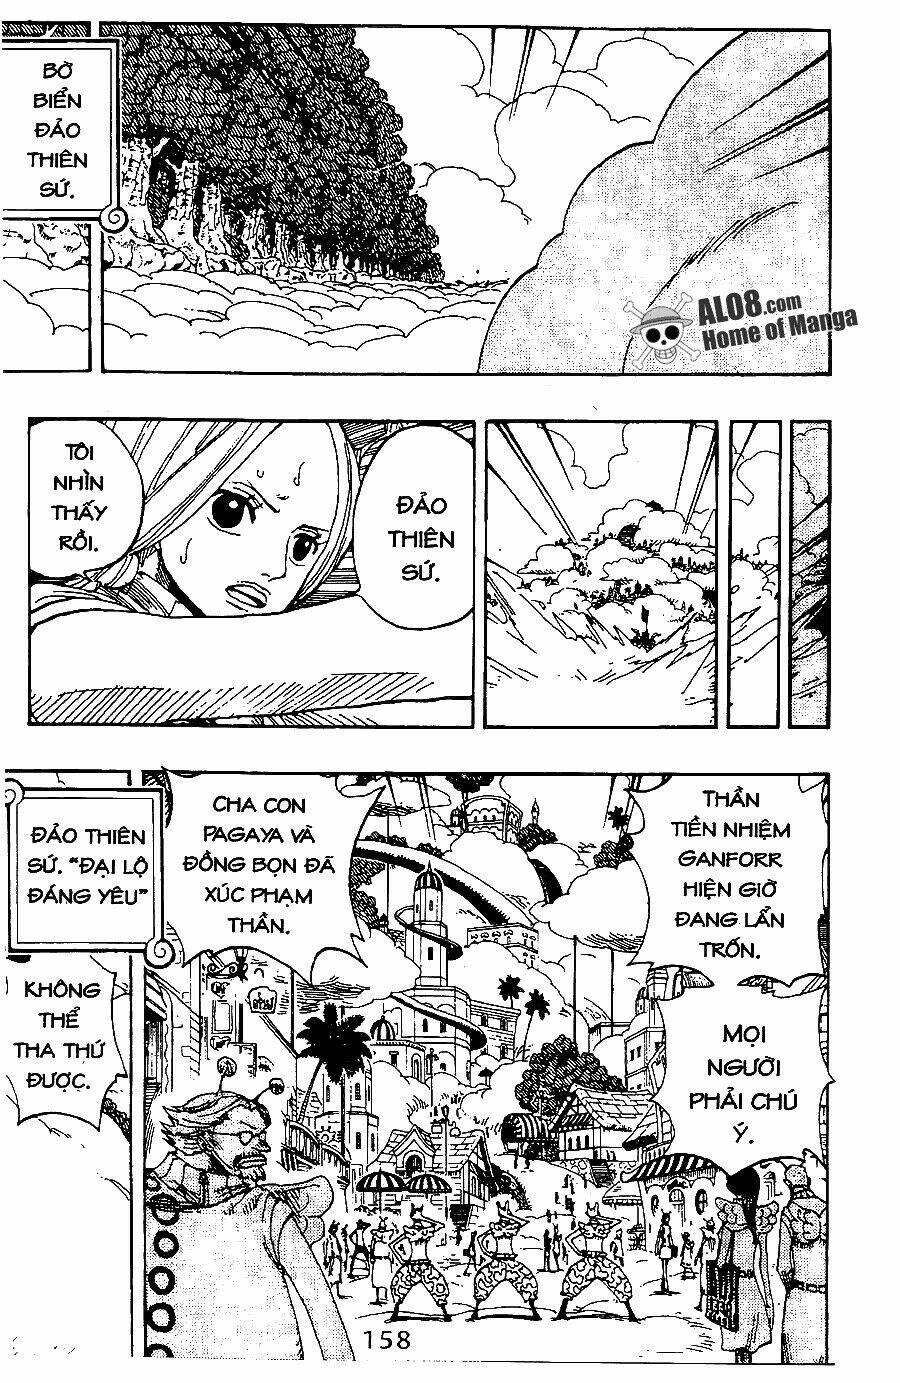 BỜ
BIỂN
ĐẢO
THIÊN
SỨ.
AL08.com
Home of Manga
ĐẢO
THIÊN
SỨ.
TÔI
NHÌN
THẤY
RỒI.
THẦN
TIỀN NHIỆM
GANFORR
HIỆN GIỜ
ĐANG LẨN
TRỐN.
MỌI
NGƯỜI
PHẢI CHÚ
Ý.
CHA CON
PAGAYA VÀ
ĐỒNG BỌN ĐÃ
XÚC PHẠM
THẦN.
ĐẢO THIÊN
SỨ. "ĐẠI LỘ
ĐÁNG YÊU"
KHÔNG
THỂ
THA THỨ
ĐƯỢC.
158